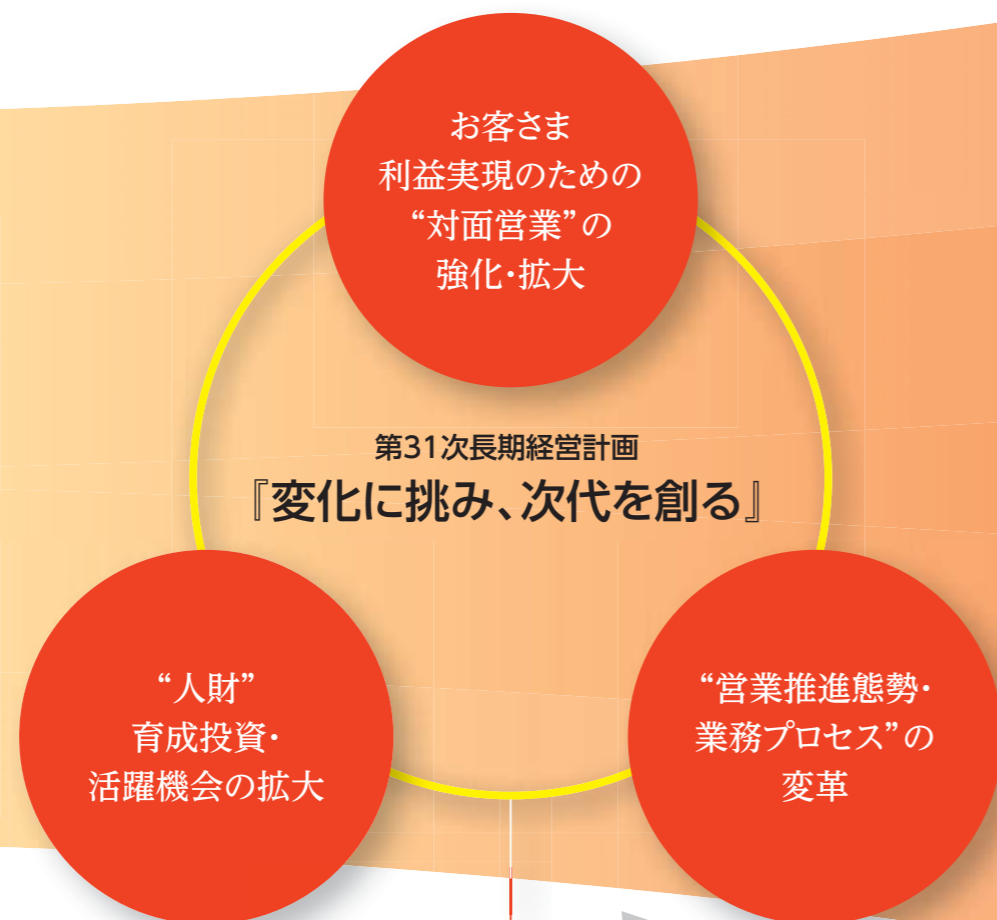 お客さま
利益実現のための
“対面営業”の
強化・拡大
第31次長期経営計画
『変化に挑み、次代を創る』
“人財”
育成投資・
活躍機会の拡大
“営業推進態勢・
業務プロセス”の
変革